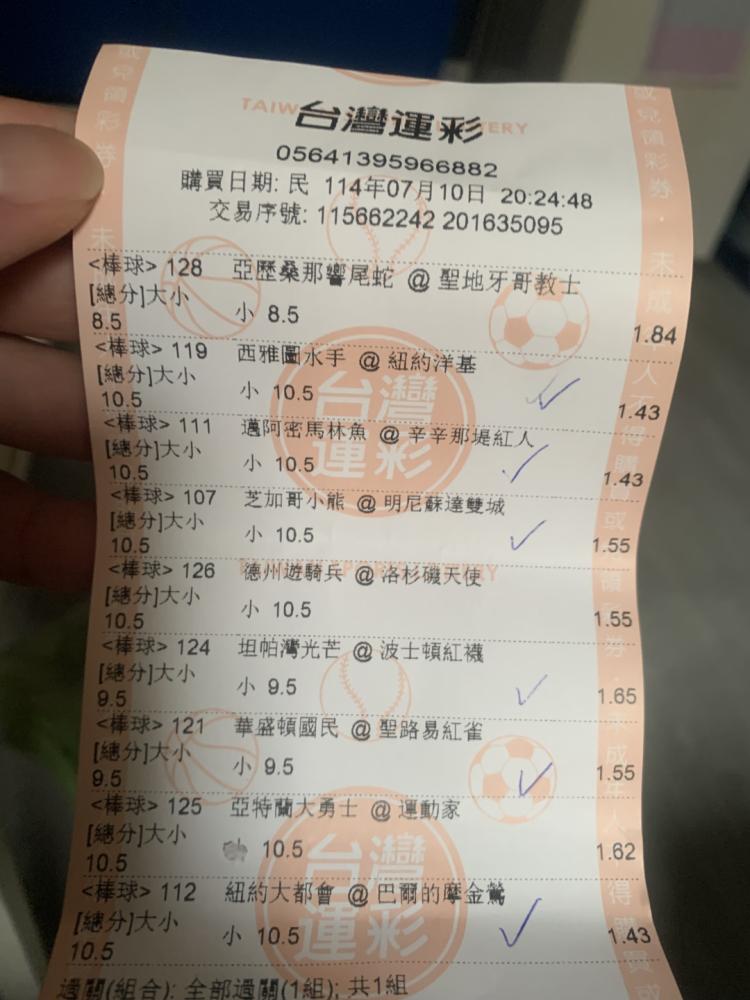 TAIW
ERY
台灣運彩
05641395966882
購買日期: 民 114年07月10日 20:24:48
交易序號: 115662242 201635095
<棒球> 128 亞歷桑那響尾蛇 @ 聖地牙哥教士
[總分]大小
8.5 小 8.5 1.84
<棒球> 119 西雅圖水手 @ 紐約洋基
[總分]大小
10.5 小 10.5 1.43
<棒球> 111 邁阿密馬林魚 @ 辛辛那堤紅人
[總分]大小
10.5 小 10.5 1.43
<棒球> 107 芝加哥小熊 @ 明尼蘇達雙城
[總分]大小
10.5 小 10.5 1.55
<棒球> 126 德州遊騎兵 @ 洛杉磯天使
[總分]大小
10.5 小 10.5 1.55
<棒球> 124 坦帕灣光芒 @ 波士頓紅襪
[總分]大小
9.5 小 9.5 1.65
<棒球> 121 華盛頓國民 @ 聖路易紅雀
[總分]大小
9.5 小 9.5 1.55
<棒球> 125 亞特蘭大勇士 @ 運動家
[總分]大小
10.5 10.5 1.62
<棒球> 112 紐約大都會 @ 巴爾的摩金鶯
[總分]大小
10.5 小 10.5 1.43
過關(組合): 全部過關(1組); 共1組
台灣運彩
台灣運彩